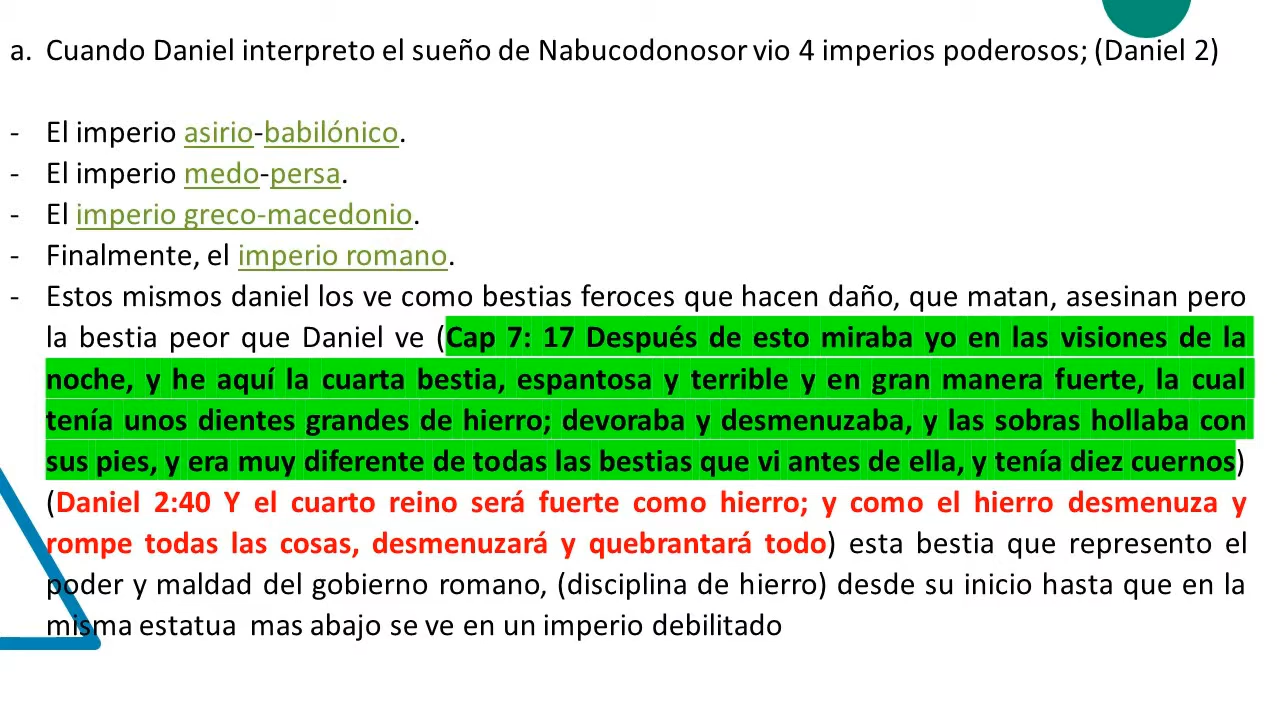 a. Cuando Daniel interpreto el sueño de Nabucodonosor vio 4 imperios poderosos; (Daniel 2)
- El imperio asirio-babilónico.
- El imperio medo-persa.
- El imperio greco-macedonio.
- Finalmente, el imperio romano.
- Estos mismos daniel los ve como bestias feroces que hacen daño, que matan, asesinan pero
la bestia peor que Daniel ve (Cap 7: 17 Después de esto miraba yo en las visiones de la
noche, y he aquí la cuarta bestia, espantosa y terrible y en gran manera fuerte, la cual
tenía unos dientes grandes de hierro; devoraba y desmenuzaba, y las sobras hollaba con
sus pies, y era muy diferente de todas las bestias que vi antes de ella, y tenía diez cuernos)
(Daniel 2:40 Y el cuarto reino será fuerte como hierro; y como el hierro desmenuza y
rompe todas las cosas, desmenuzará y quebrantará todo) esta bestia que represento el
poder y maldad del gobierno romano, (disciplina de hierro) desde su inicio hasta que en la
misma estatua mas abajo se ve en un imperio debilitado